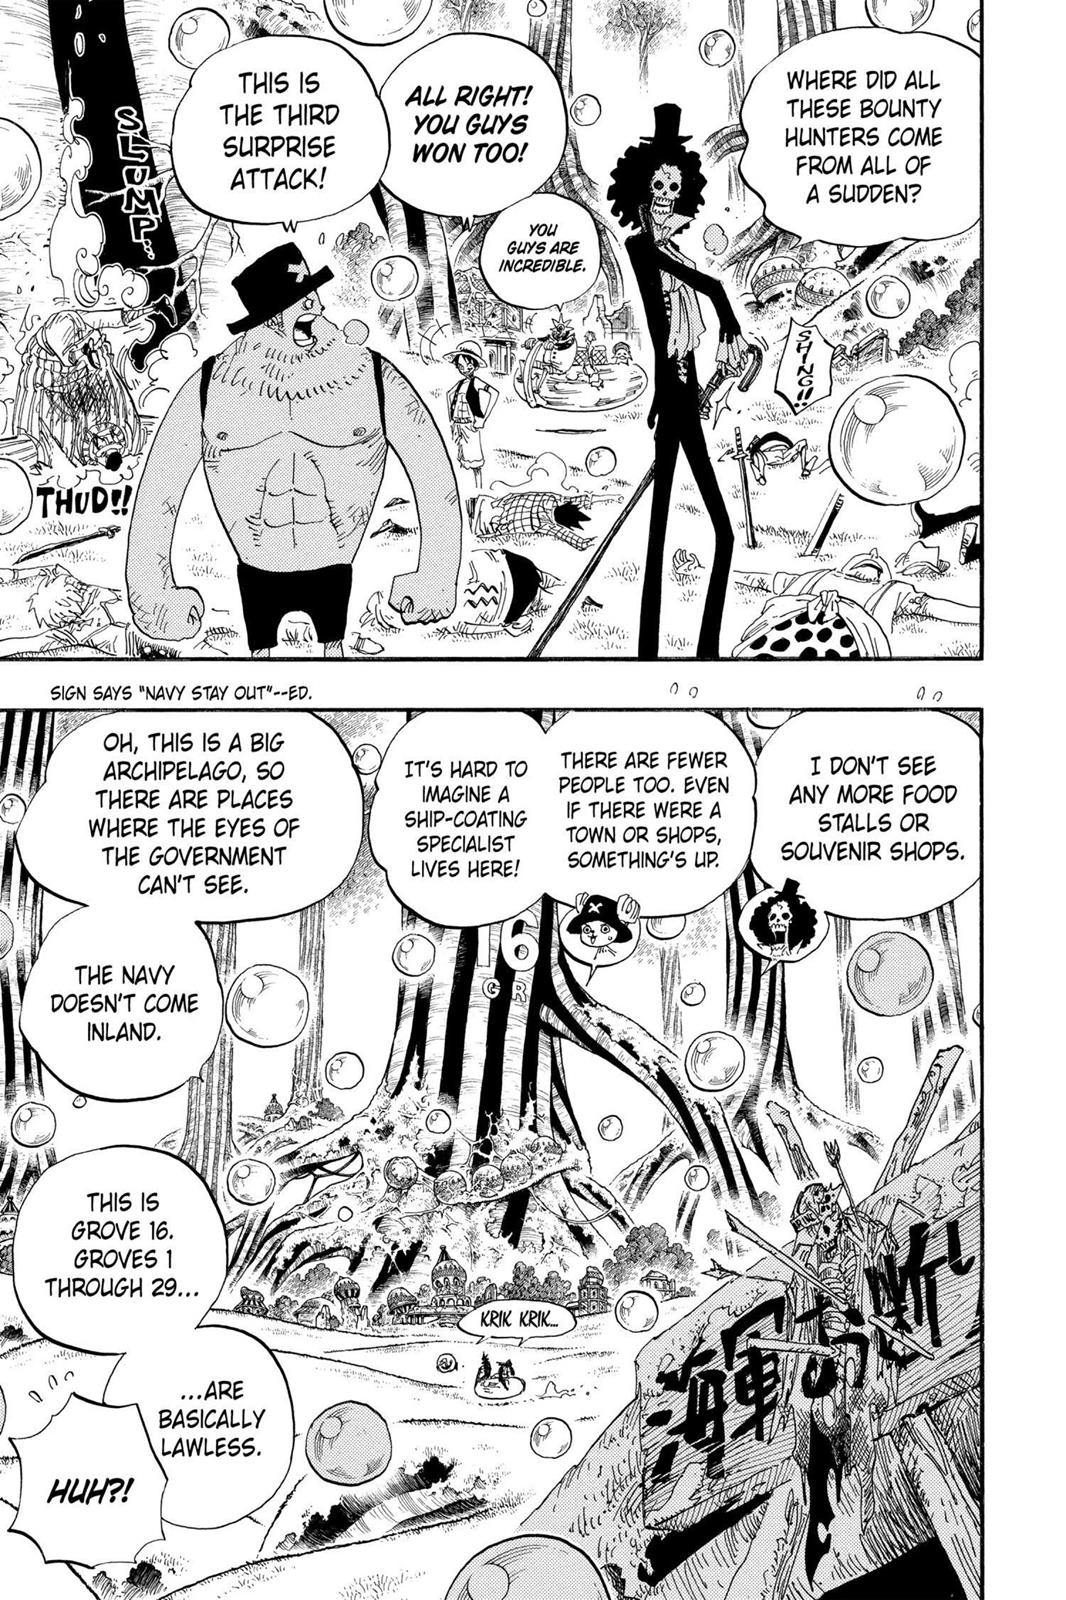 WHERE DID ALL
THESE BOUNTY
HUNTERS COME
FROM ALL OF
A SUDDEN?
SHING!!
ALL RIGHT!
YOU GUYS
WON TOO!
YOU
GUYS ARE
INCREDIBLE.
THIS IS
THE THIRD
SURPRISE
ATTACK!
SLUMP...
THUD!!
SIGN SAYS "NAVY STAY OUT"--ED.
I DON'T SEE
ANY MORE FOOD
STALLS OR
SOUVENIR SHOPS.
THERE ARE FEWER
PEOPLE TOO. EVEN
IF THERE WERE A
TOWN OR SHOPS,
SOMETHING'S UP.
IT'S HARD TO
IMAGINE A
SHIP-COATING
SPECIALIST
LIVES HERE!
OH, THIS IS A BIG
ARCHIPELAGO, SO
THERE ARE PLACES
WHERE THE EYES OF
THE GOVERNMENT
CAN'T SEE.
THE NAVY
DOESN'T COME
INLAND.
16
GR
THIS IS
GROVE 16.
GROVES 1
THROUGH 29...
KRIK KRIK...
海軍お断り!
...ARE
BASICALLY
LAWLESS.
HUH?!